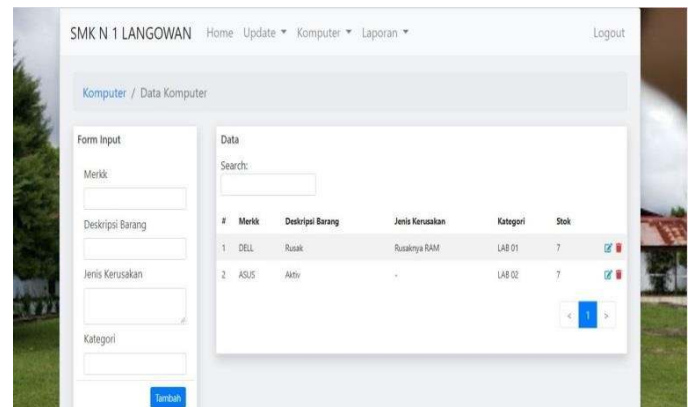 SMK N 1 LANGOWAN Home Update Komputer Laporan Logout
Komputer / Data Komputer
Form Input
Merkk
Deskripsi Barang
Jenis Kerusakan
Kategori
Tambah
Data
Search:
# Merkk Deskripsi Barang Jenis Kerusakan Kategori Stok
1 DELL Rusak Rusaknya RAM LAB 01 7
2 ASUS Aktiv - LAB 02 7
< 1 >